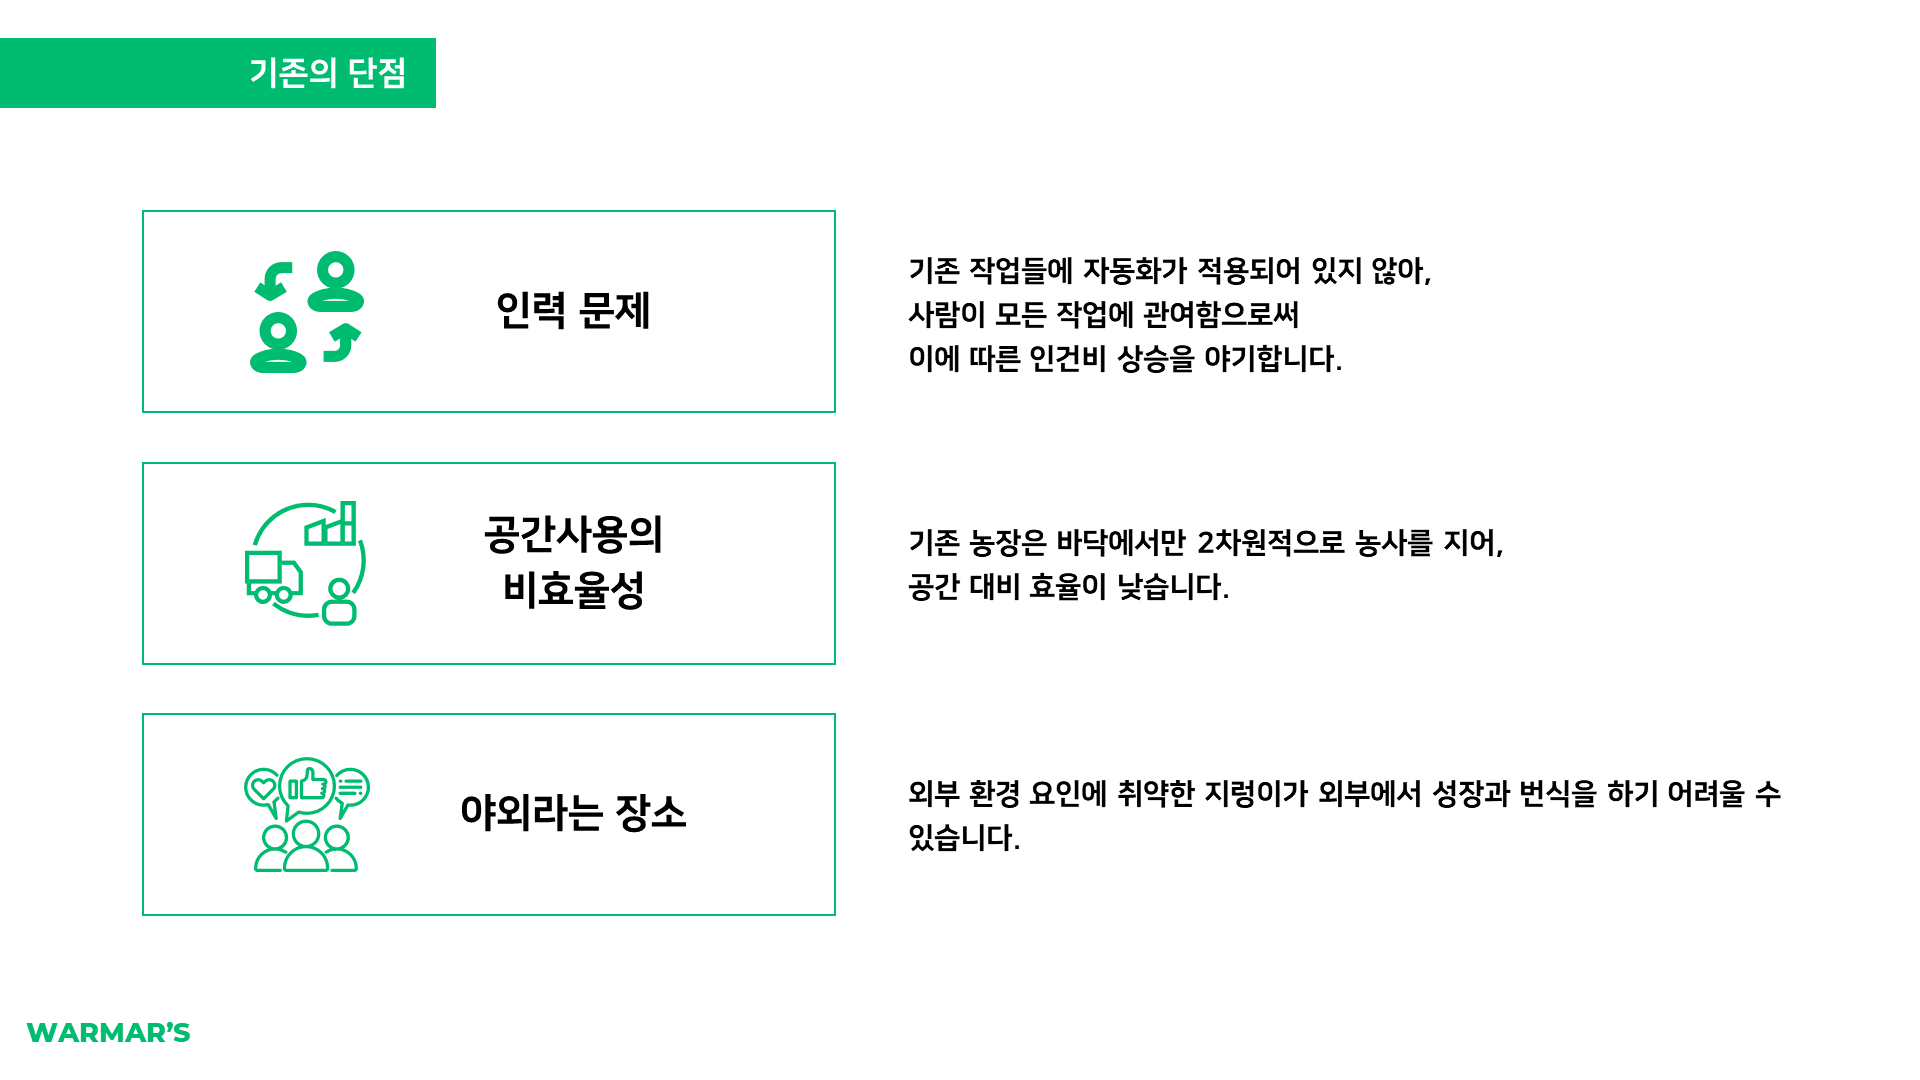 기존의 단점
인력 문제
기존 작업들에 자동화가 적용되어 있지 않아,
사람이 모든 작업에 관여함으로써
이에 따른 인건비 상승을 야기합니다.
공간사용의
비효율성
기존 농장은 바닥에서만 2차원적으로 농사를 지어,
공간 대비 효율이 낮습니다.
야외라는 장소
외부 환경 요인에 취약한 지렁이가 외부에서 성장과 번식을 하기 어려울 수
있습니다.
WARMAR’S